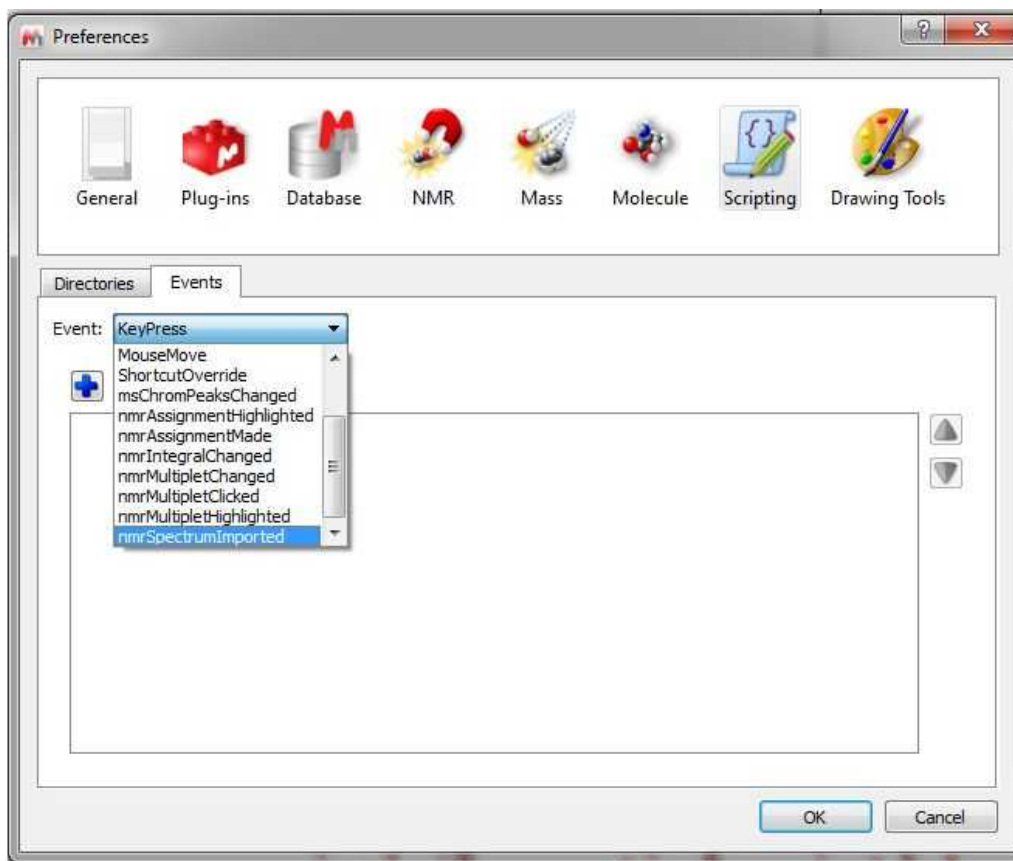 Preferences
General Plug-ins Database NMR Mass Molecule Scripting Drawing Tools
Directories Events
Event: KeyPress
MouseMove
ShortcutOverride
msChromPeaksChanged
nmrAssignmentHighlighted
nmrAssignmentMade
nmrIntegralChanged
nmrMultipletChanged
nmrMultipletClicked
nmrMultipletHighlighted
nmrSpectrumImported
OK Cancel